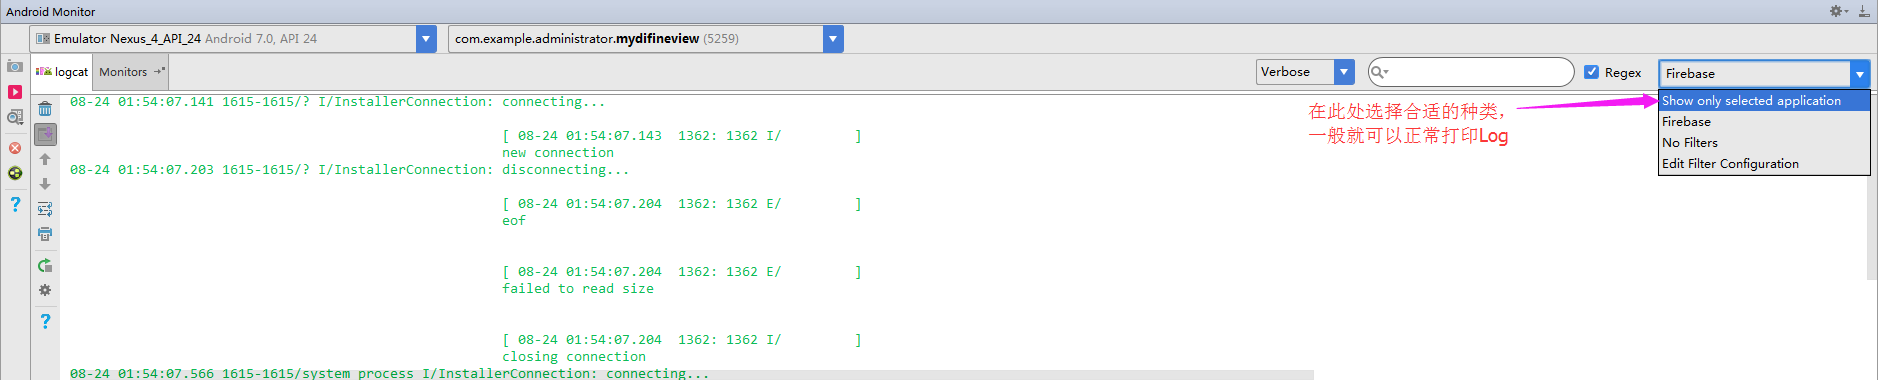 Android Monitor
Emulator Nexus_4_API_24 Android 7.0, API 24
com.example.administrator.mydifineview (5259)
logcat
Monitors
Verbose
Regex
Firebase
Show only selected application
Firebase
No Filters
Edit Filter Configuration
在此处选择合适的种类，
一般就可以正常打印Log
08-24 01:54:07.141 1615-1615/? I/InstallerConnection: connecting...
[ 08-24 01:54:07.143  1362: 1362 I/         ]
new connection
08-24 01:54:07.203 1615-1615/? I/InstallerConnection: disconnecting...
[ 08-24 01:54:07.204  1362: 1362 E/         ]
eof
[ 08-24 01:54:07.204  1362: 1362 E/         ]
failed to read size
[ 08-24 01:54:07.204  1362: 1362 I/         ]
closing connection
08-24 01:54:07.566 1615-1615/system_process I/InstallerConnection: connecting...